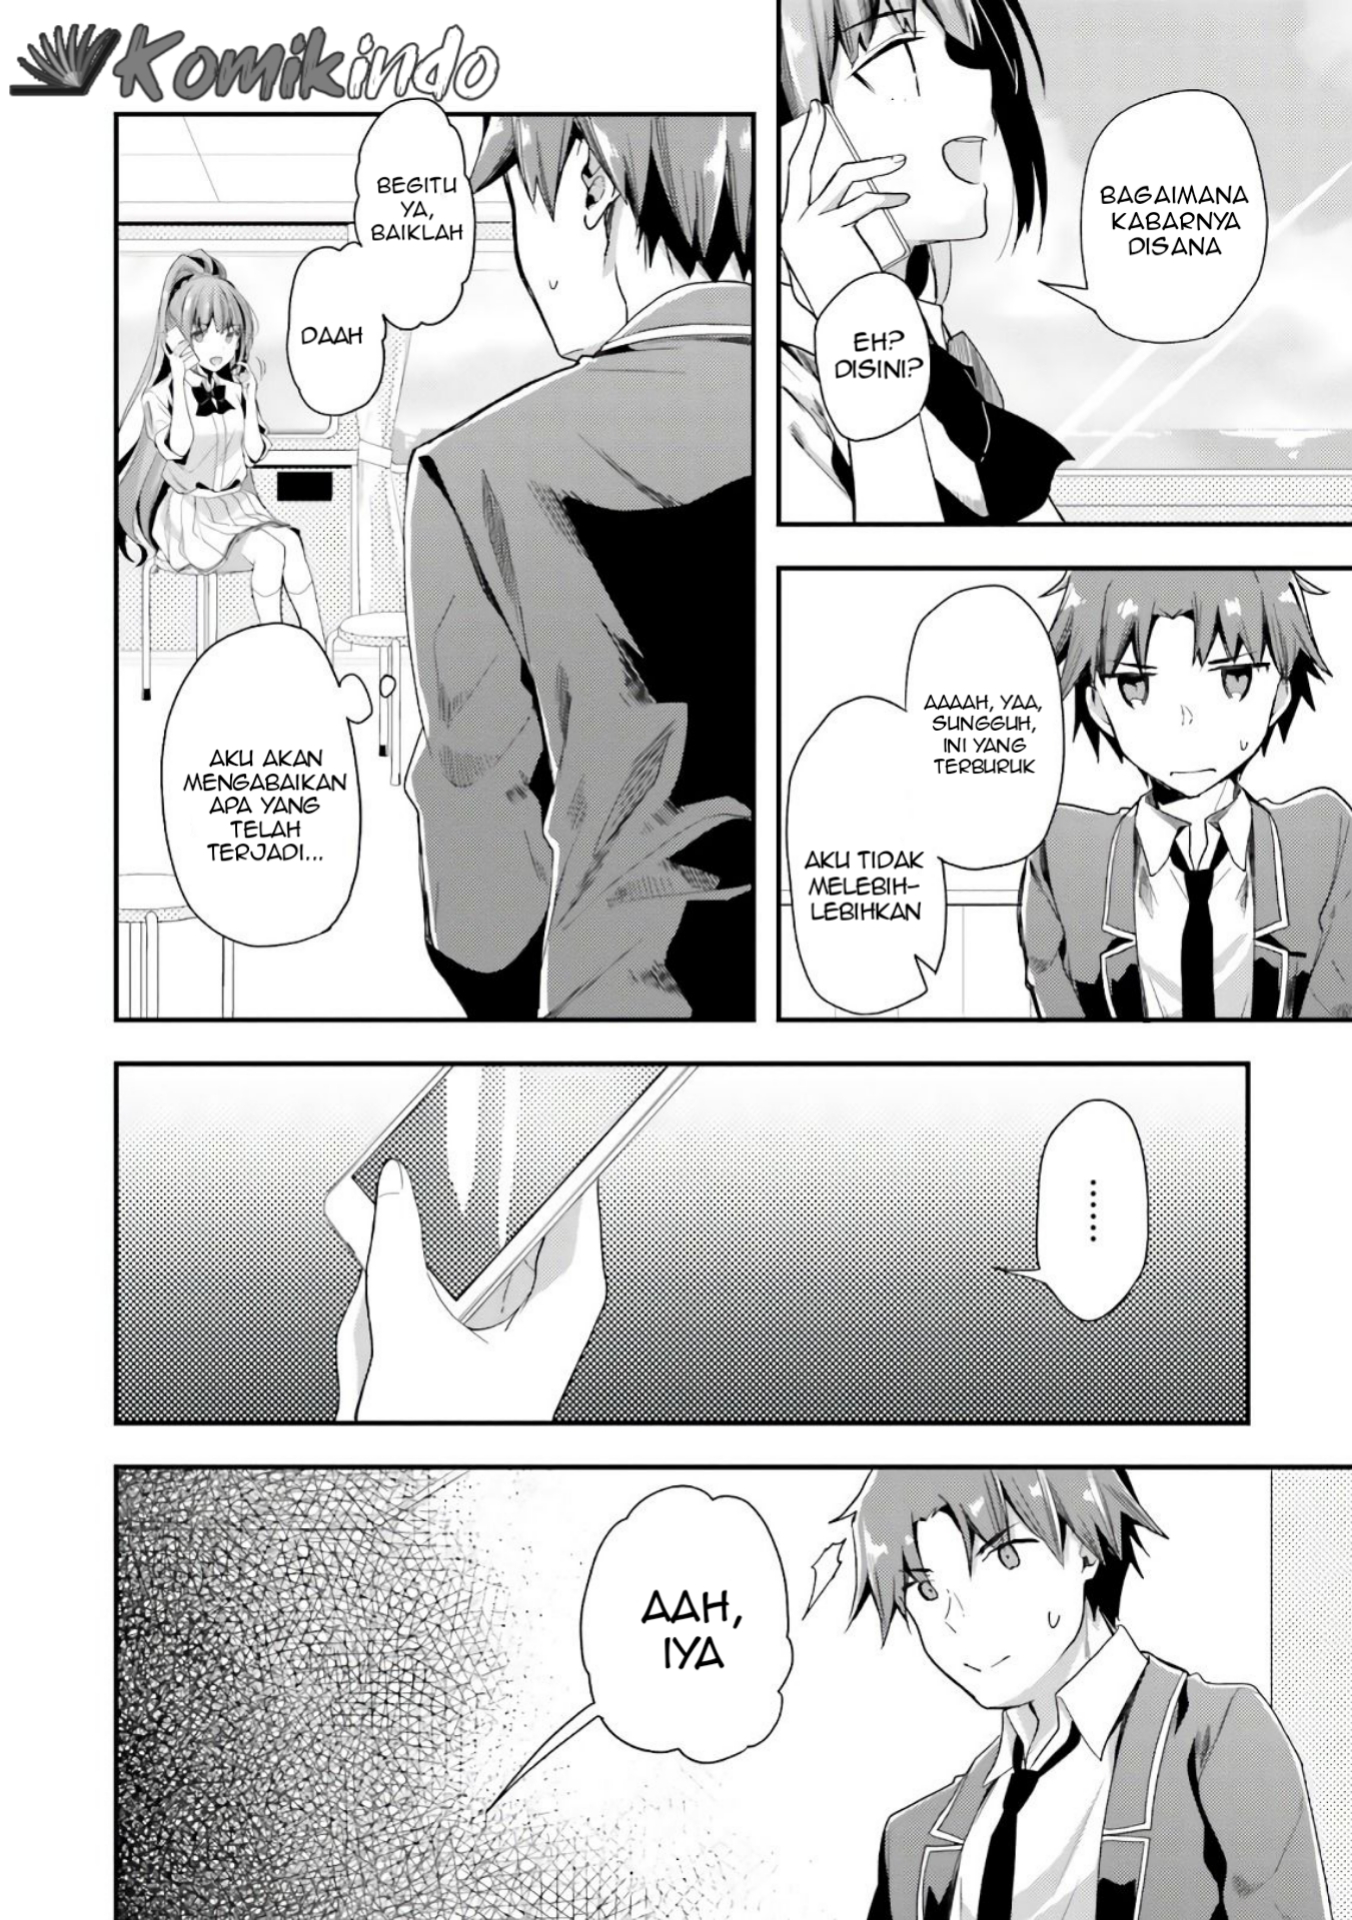 Komikindo
BAGAIMANA
KABARNYA
DISANA
EH?
DISINI?
AAAAH, YAA,
SUNGGUH,
INI YANG
TERBURUK
AKU TIDAK
MELEBIH-
LEBIHKAN
BEGITU
YA,
BAIKLAH
DAAH
AKU AKAN
MENGABAIKAN
APA YANG
TELAH
TERJADI...
......
AAH,
IYA